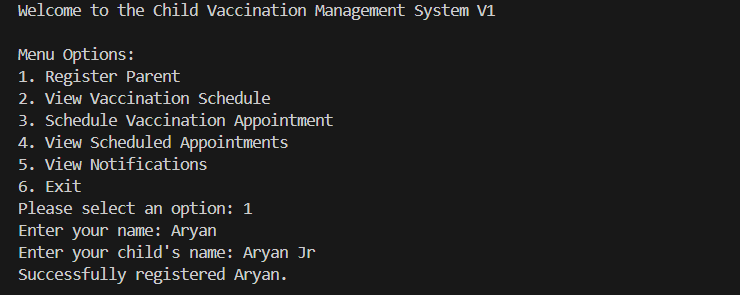 Welcome to the Child Vaccination Management System V1
Menu Options:
1. Register Parent
2. View Vaccination Schedule
3. Schedule Vaccination Appointment
4. View Scheduled Appointments
5. View Notifications
6. Exit
Please select an option: 1
Enter your name: Aryan
Enter your child's name: Aryan Jr
Successfully registered Aryan.